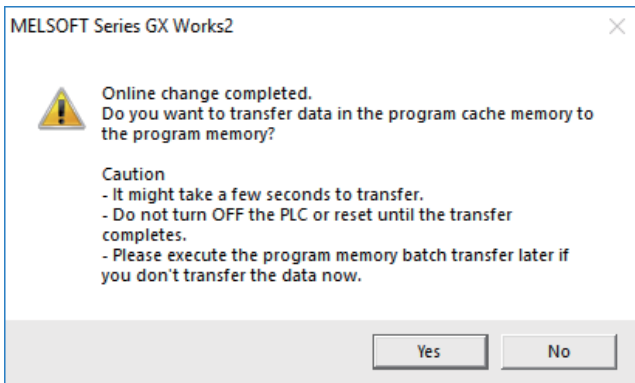 MELSOFT Series GX Works2
Online change completed.
Do you want to transfer data in the program cache memory to
the program memory?
Caution
- It might take a few seconds to transfer.
- Do not turn OFF the PLC or reset until the transfer
completes.
- Please execute the program memory batch transfer later if
you don't transfer the data now.
Yes
No